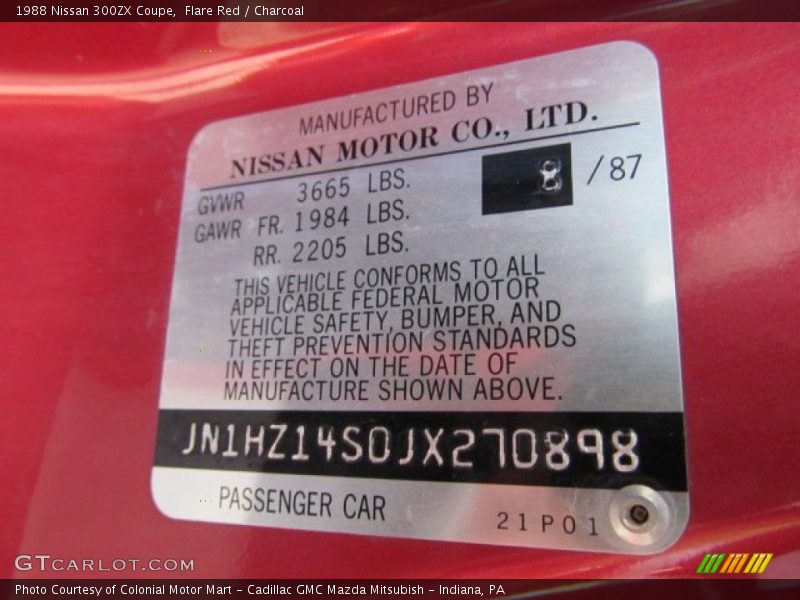 1988 Nissan 300ZX Coupe,  Flare Red / Charcoal
MANUFACTURED BY
NISSAN MOTOR CO., LTD.
GVWR 3665 LBS. 8 /87
GAWR FR. 1984 LBS.
RR. 2205 LBS.
THIS VEHICLE CONFORMS TO ALL
APPLICABLE FEDERAL MOTOR
VEHICLE SAFETY, BUMPER, AND
THEFT PREVENTION STANDARDS
IN EFFECT ON THE DATE OF
MANUFACTURE SHOWN ABOVE.
JN1HZ14S0JX270898
PASSENGER CAR
21P01
GTCARLOT.COM
Photo Courtesy of Colonial Motor Mart - Cadillac GMC Mazda Mitsubish - Indiana, PA